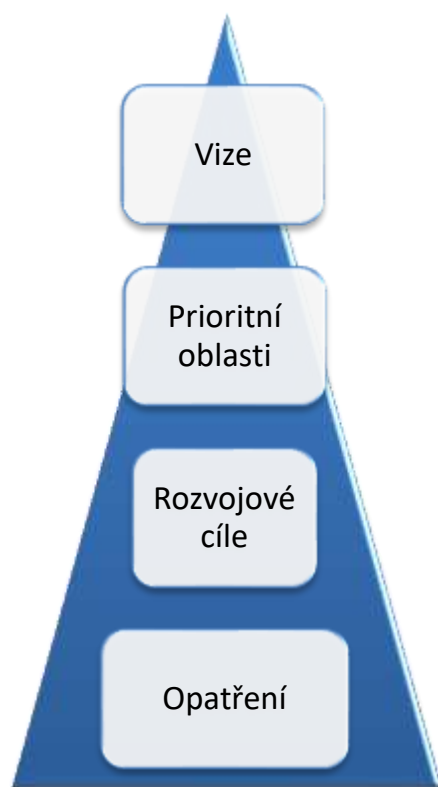 Vize
Prioritní
oblasti
Rozvojové
cíle
Opatření